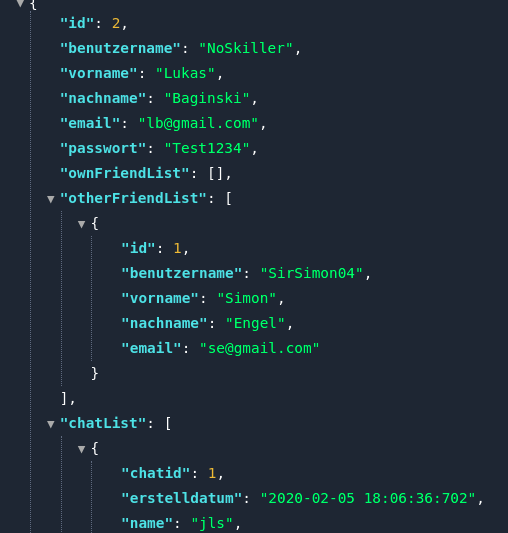 {
"id": 2,
"benutzername": "NoSkiller",
"vorname": "Lukas",
"nachname": "Baginski",
"email": "lb@gmail.com",
"passwort": "Test1234",
"ownFriendList": [],
"otherFriendList": [
{
"id": 1,
"benutzername": "SirSimon04",
"vorname": "Simon",
"nachname": "Engel",
"email": "se@gmail.com"
}
],
"chatList": [
{
"chatid": 1,
"erstelldatum": "2020-02-05 18:06:36:702",
"name": "jls",